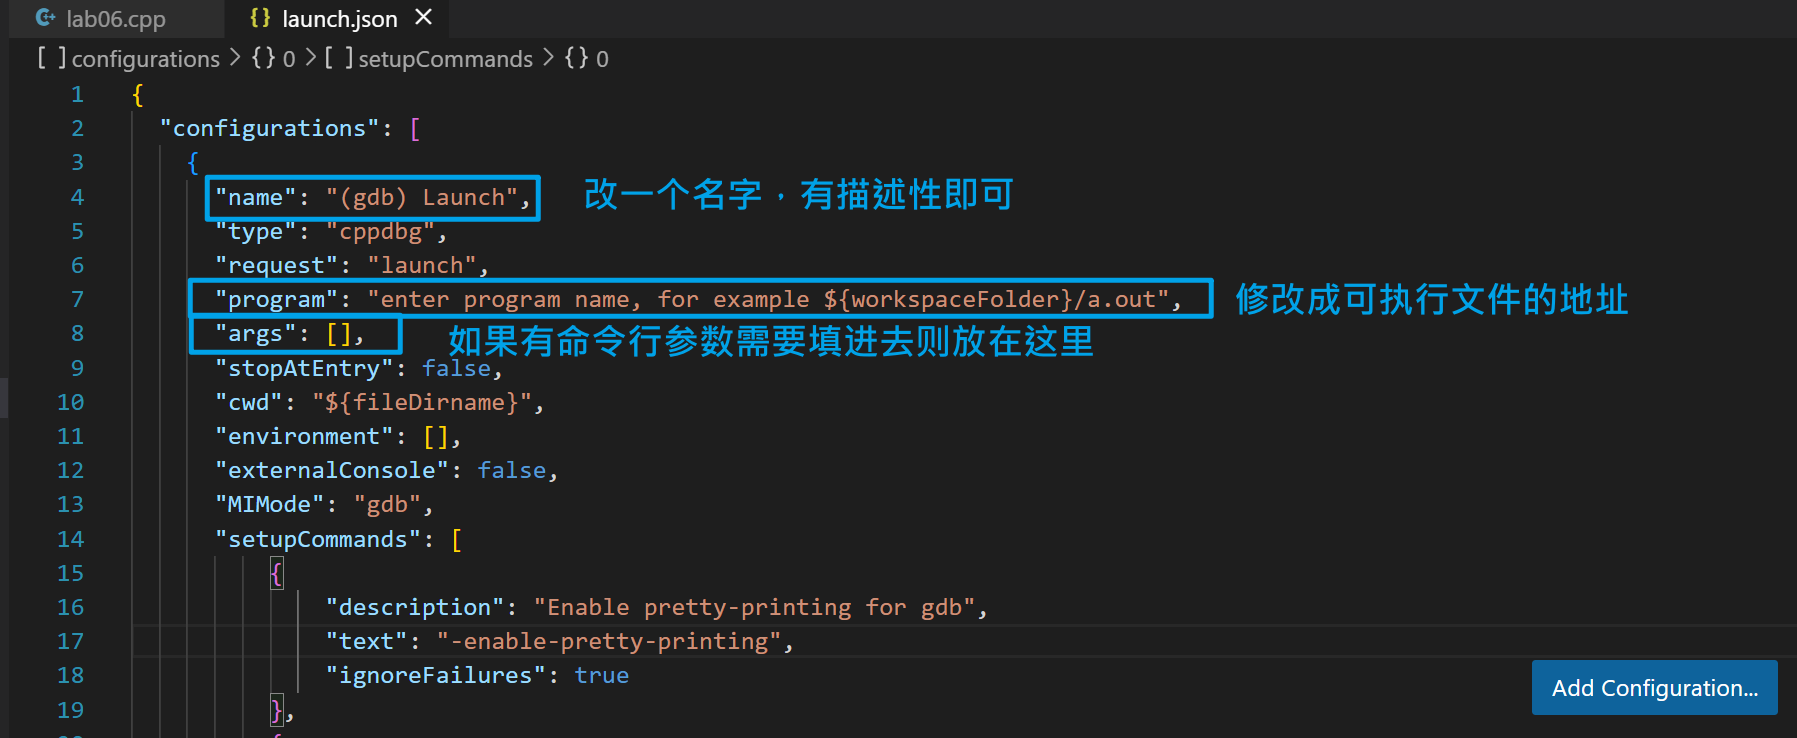 lab06.cpp
launch.json
[ ] configurations > {} 0 > [ ] setupCommands > {} 0
1 {
2 "configurations": [
3 {
4 "name": "(gdb) Launch", 改一个名字，有描述性即可
5 "type": "cppdbg",
6 "request": "launch",
7 "program": "enter program name, for example ${workspaceFolder}/a.out", 修改成可执行文件的地址
8 "args": [], 如果有命令行参数需要填进去则放在这里
9 "stopAtEntry": false,
10 "cwd": "${fileDirname}",
11 "environment": [],
12 "externalConsole": false,
13 "MIMode": "gdb",
14 "setupCommands": [
15 {
16 "description": "Enable pretty-printing for gdb",
17 "text": "-enable-pretty-printing",
18 "ignoreFailures": true
Add Configuration...
19 },